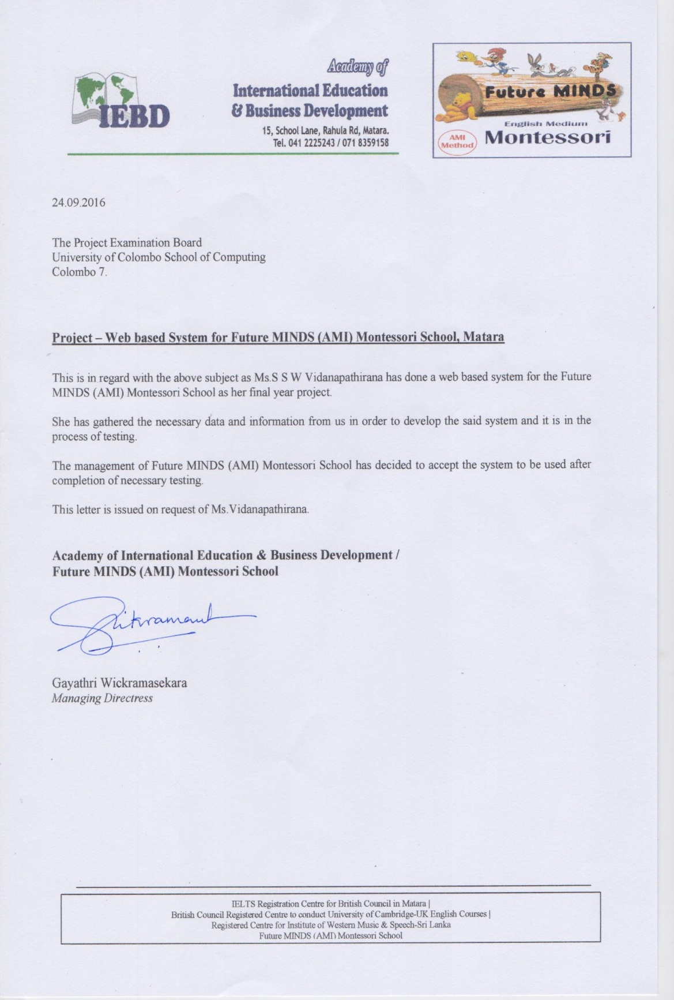 IEBD
Academy of
International Education
& Business Development
15, School Lane, Rahula Rd, Matara.
Tel. 041 2225243 / 071 8359158
Future MINDS
English Medium
AMI
Method
Montessori
24.09.2016
The Project Examination Board
University of Colombo School of Computing
Colombo 7.
Project – Web based System for Future MINDS (AMI) Montessori School, Matara
This is in regard with the above subject as Ms.S S W Vidanapathirana has done a web based system for the Future
MINDS (AMI) Montessori School as her final year project.
She has gathered the necessary data and information from us in order to develop the said system and it is in the
process of testing.
The management of Future MINDS (AMI) Montessori School has decided to accept the system to be used after
completion of necessary testing.
This letter is issued on request of Ms.Vidanapathirana.
Academy of International Education & Business Development /
Future MINDS (AMI) Montessori School
Gayathri Wickramasekara
Managing Directress
IELTS Registration Centre for British Council in Matara |
British Council Registered Centre to conduct University of Cambridge-UK English Courses |
Registered Centre for Institute of Western Music & Speech-Sri Lanka
Future MINDS (AMI) Montessori School